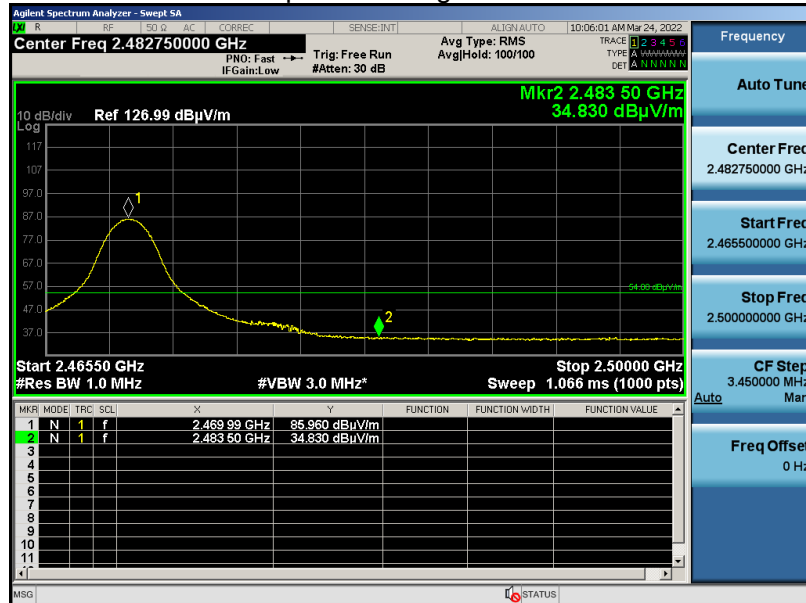 Agilent Spectrum Analyzer - Swept SA
LXI R RF 50 Ω AC CORREC SENSE:INT ALIGN AUTO 10:06:01 AM Mar 24, 2022
Center Freq 2.482750000 GHz
PNO: Fast
IFGain:Low
Trig: Free Run
#Atten: 30 dB
Avg Type: RMS
Avg|Hold: 100/100
TRACE 1 2 3 4 5 6
TYPE A WWWWW
DET A N N N N N
Frequency
Mkr2 2.483 50 GHz
34.830 dBµV/m
10 dB/div Ref 126.99 dBµV/m
Log
117
107
97.0
87.0
77.0
67.0
57.0
47.0
37.0
1
54.00 dBµV/m
2
Start 2.46550 GHz Stop 2.50000 GHz
#Res BW 1.0 MHz #VBW 3.0 MHz* Sweep 1.066 ms (1000 pts)
MKR MODE TRC SCL X Y FUNCTION FUNCTION WIDTH FUNCTION VALUE
1 N 1 f 2.469 99 GHz 85.960 dBµV/m
2 N 1 f 2.483 50 GHz 34.830 dBµV/m
3
4
5
6
7
8
9
10
11
Auto Tune
Center Freq
2.482750000 GHz
Start Freq
2.465500000 GHz
Stop Freq
2.500000000 GHz
CF Step
3.450000 MHz
Auto Man
Freq Offset
0 Hz
MSG STATUS